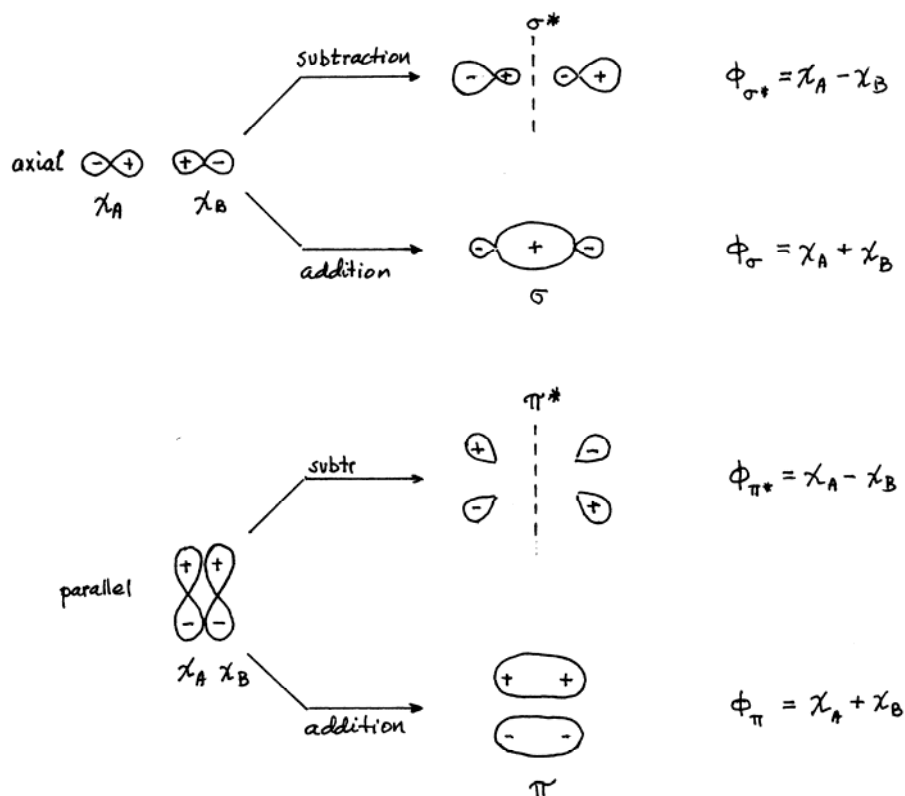 σ*
subtraction
- + - +
ϕσ* = χA - χB
axial - + + -
χA χB
- + -
ϕσ = χA + χB
addition
σ
π*
subtr
+ -
- +
ϕπ* = χA - χB
parallel
+ +
- -
χA χB
+ +
- -
ϕπ = χA + χB
addition
π